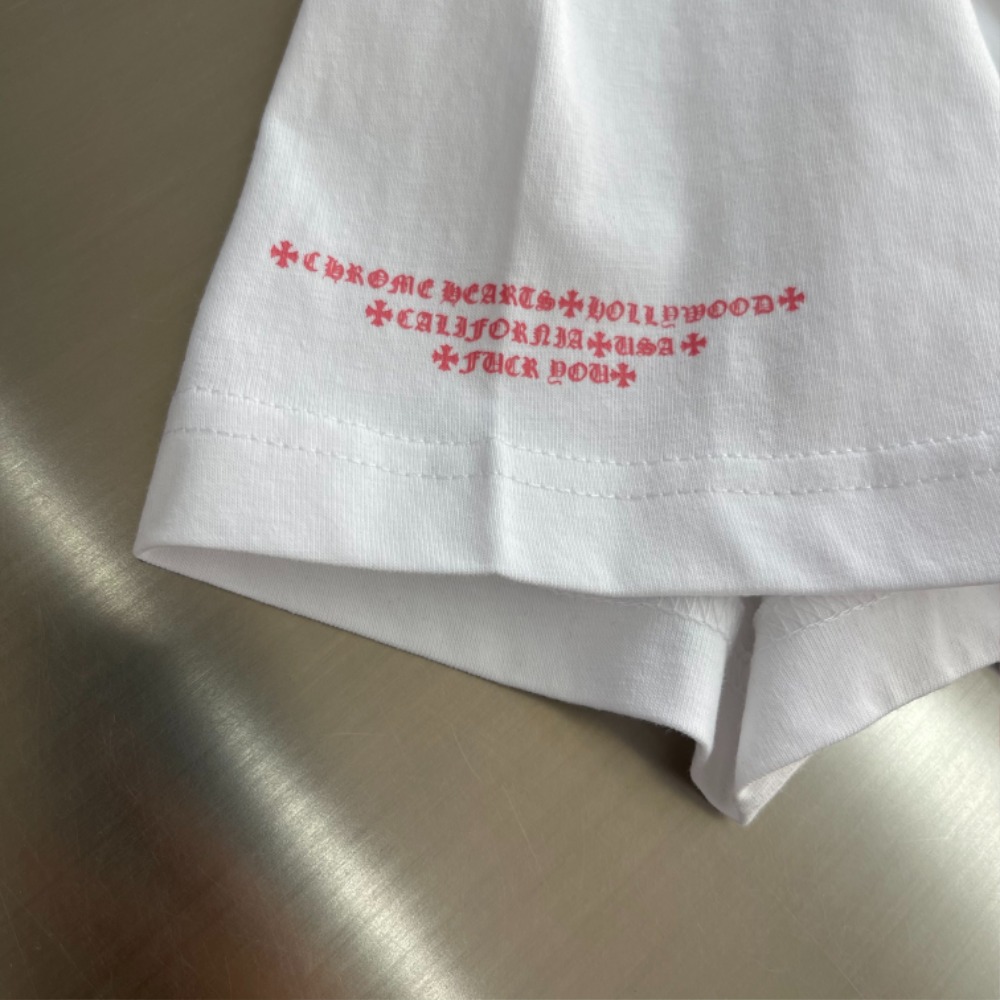 ✠CHROME HEARTS✠HOLLYWOOD✠
✠CALIFORNIA✠USA✠
✠FUCK YOU✠